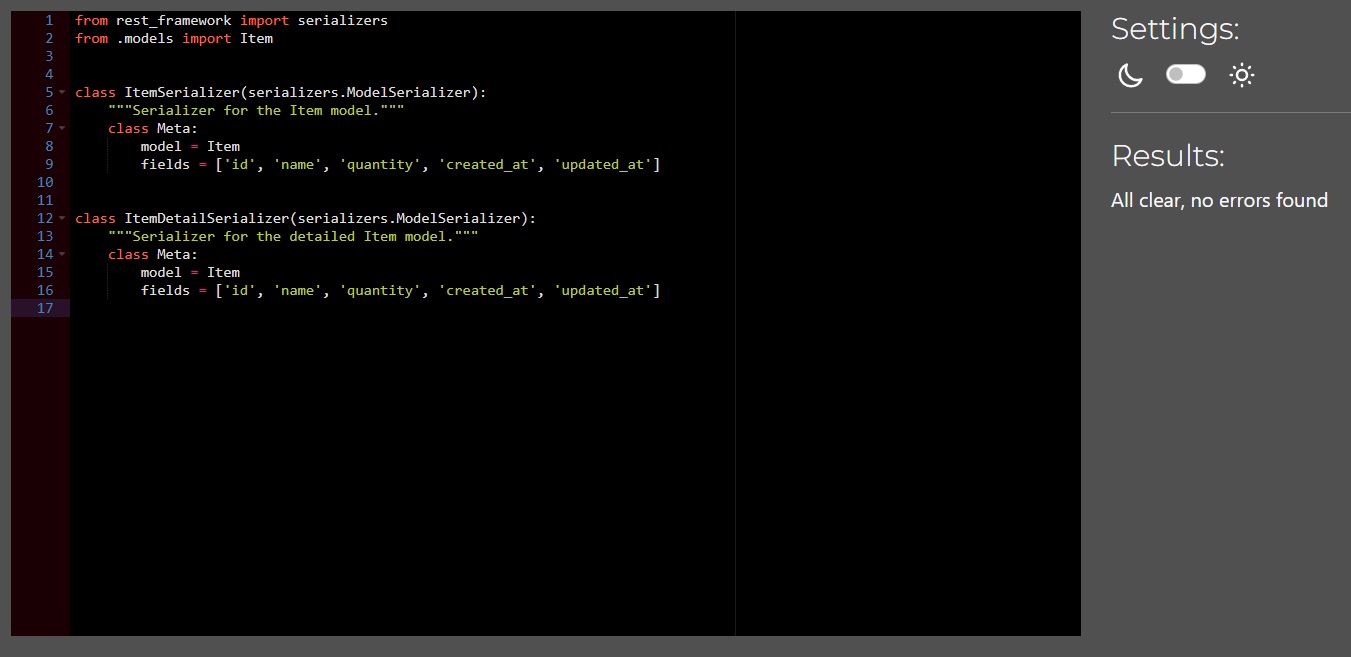 1 from rest_framework import serializers
2 from .models import Item
3
4
5 class ItemSerializer(serializers.ModelSerializer):
6     """Serializer for the Item model."""
7     class Meta:
8         model = Item
9         fields = ['id', 'name', 'quantity', 'created_at', 'updated_at']
10
11
12 class ItemDetailSerializer(serializers.ModelSerializer):
13     """Serializer for the detailed Item model."""
14     class Meta:
15         model = Item
16         fields = ['id', 'name', 'quantity', 'created_at', 'updated_at']
17
Settings:
Results:
All clear, no errors found